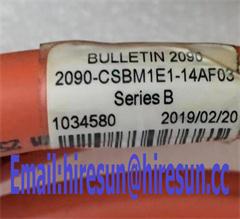 BULLETIN 2090
2090-CSBM1E1-14AF03
Series B
1034580 2019/02/20
Email:hiresun@hiresun.cc